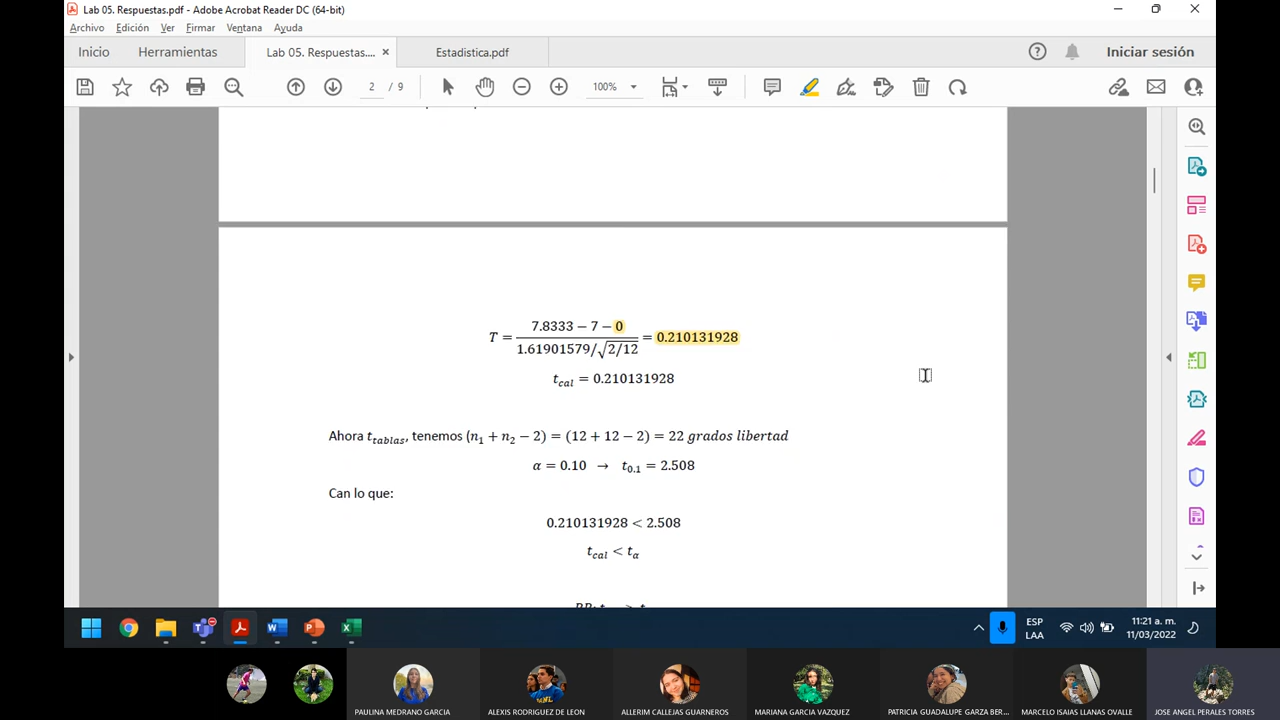 Lab 05. Respuestas.pdf - Adobe Acrobat Reader DC (64-bit)
Archivo Edición Ver Firmar Ventana Ayuda
Inicio Herramientas Lab 05. Respuestas.... × Estadistica.pdf Iniciar sesión
2 / 9 100%
T = (7.8333 − 7 − 0) / (1.61901579/√(2/12)) = 0.210131928
t_cal = 0.210131928
Ahora t_tablas, tenemos (n₁ + n₂ − 2) = (12 + 12 − 2) = 22 grados libertad
α = 0.10 → t_0.1 = 2.508
Can lo que:
0.210131928 < 2.508
t_cal < t_α
ESP
LAA
11:21 a. m.
11/03/2022
PAULINA MEDRANO GARCIA
ALEXIS RODRIGUEZ DE LEON
ALLERIM CALLEJAS GUARNEROS
MARIANA GARCIA VAZQUEZ
PATRICIA GUADALUPE GARZA BER...
MARCELO ISAIAS LLANAS OVALLE
JOSE ANGEL PERALES TORRES